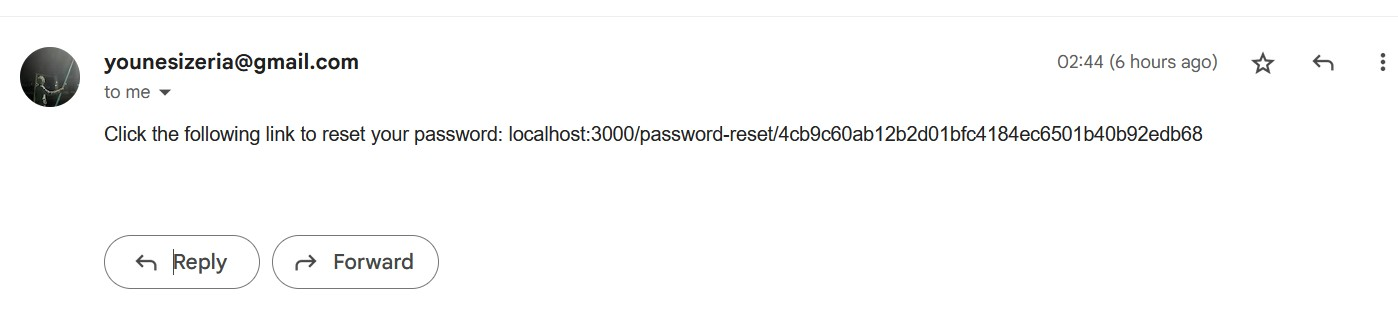 younesizeria@gmail.com
02:44 (6 hours ago)
to me
Click the following link to reset your password: localhost:3000/password-reset/4cb9c60ab12b2d01bfc4184ec6501b40b92edb68
Reply
Forward